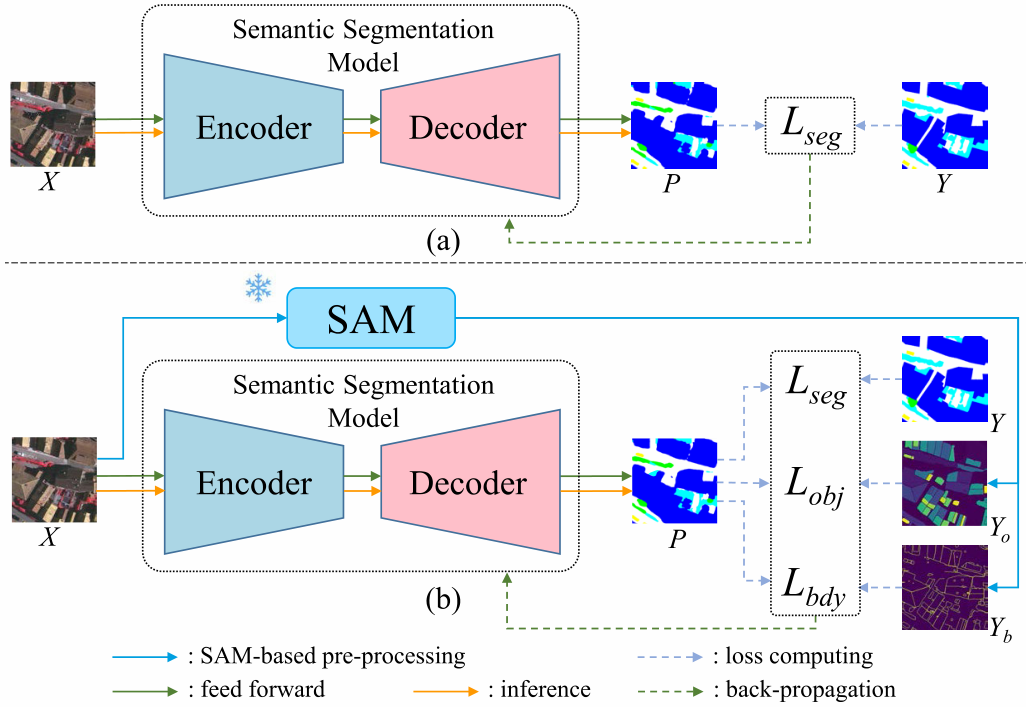 Semantic Segmentation
Model
Encoder
Decoder
X
P
L_seg
Y
(a)
SAM
Semantic Segmentation
Model
Encoder
Decoder
X
P
L_seg
L_obj
L_bdy
Y
Y_o
Y_b
(b)
: SAM-based pre-processing
: loss computing
: feed forward
: inference
: back-propagation